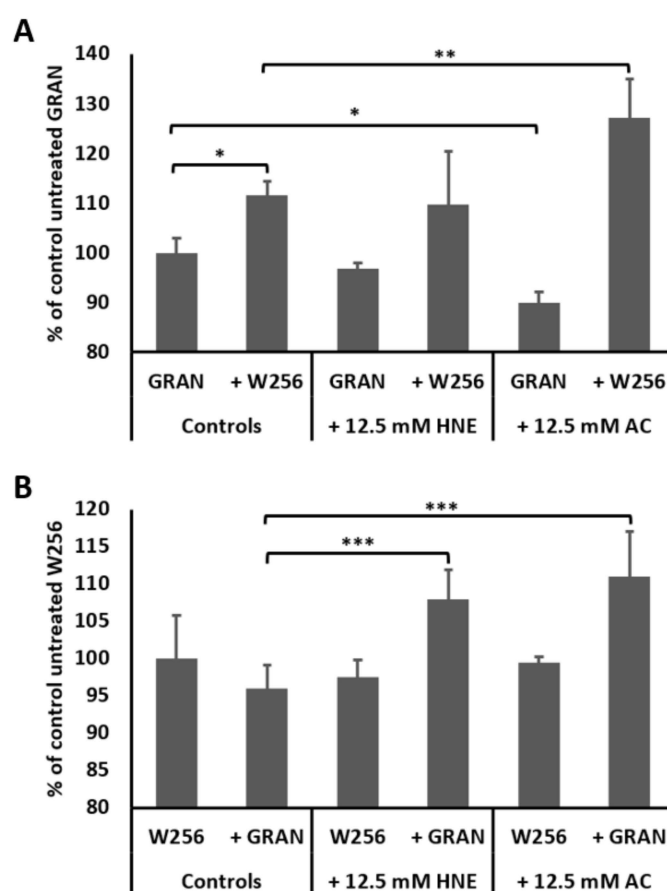 A
% of control untreated GRAN
140
130
120
110
100
90
80
**
*
*
GRAN + W256 GRAN + W256 GRAN + W256
Controls + 12.5 mM HNE + 12.5 mM AC
B
% of control untreated W256
120
115
110
105
100
95
90
85
80
***
***
W256 + GRAN W256 + GRAN W256 + GRAN
Controls + 12.5 mM HNE + 12.5 mM AC